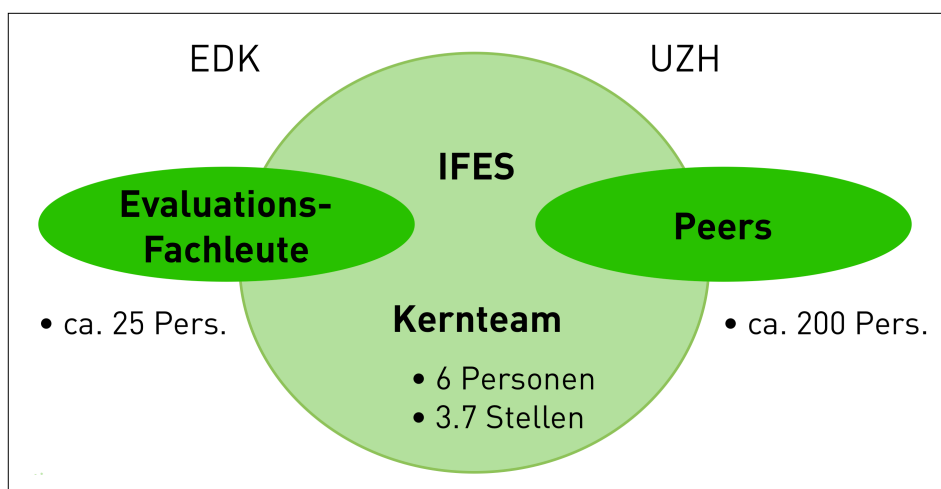 EDK
UZH
IFES
Evaluations-
Fachleute
Peers
• ca. 25 Pers.
Kernteam
• ca. 200 Pers.
• 6 Personen
• 3.7 Stellen